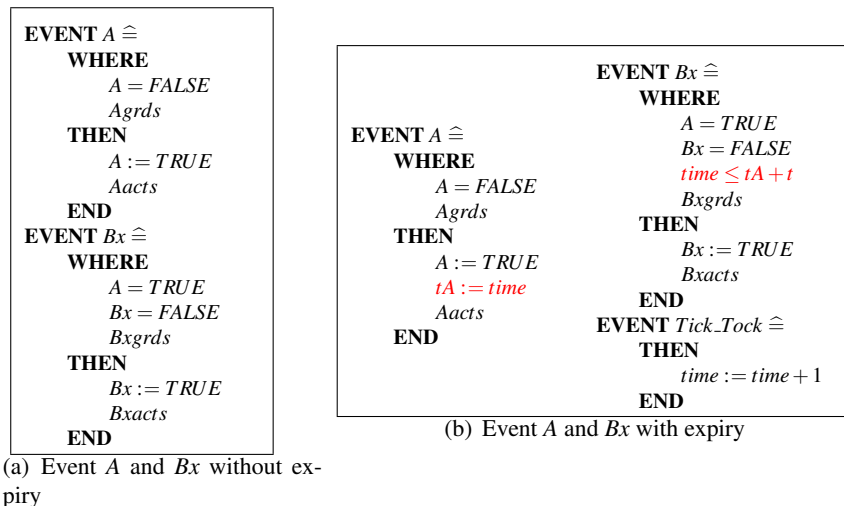 EVENT A ≙
WHERE
A = FALSE
Agrds
THEN
A := TRUE
Aacts
END
EVENT Bx ≙
WHERE
A = TRUE
Bx = FALSE
Bxgrds
THEN
Bx := TRUE
Bxacts
END
(a) Event A and Bx without ex-
piry
EVENT A ≙
WHERE
A = FALSE
Agrds
THEN
A := TRUE
tA := time
Aacts
END
EVENT Bx ≙
WHERE
A = TRUE
Bx = FALSE
time ≤ tA + t
Bxgrds
THEN
Bx := TRUE
Bxacts
END
EVENT Tick_Tock ≙
THEN
time := time + 1
END
(b) Event A and Bx with expiry